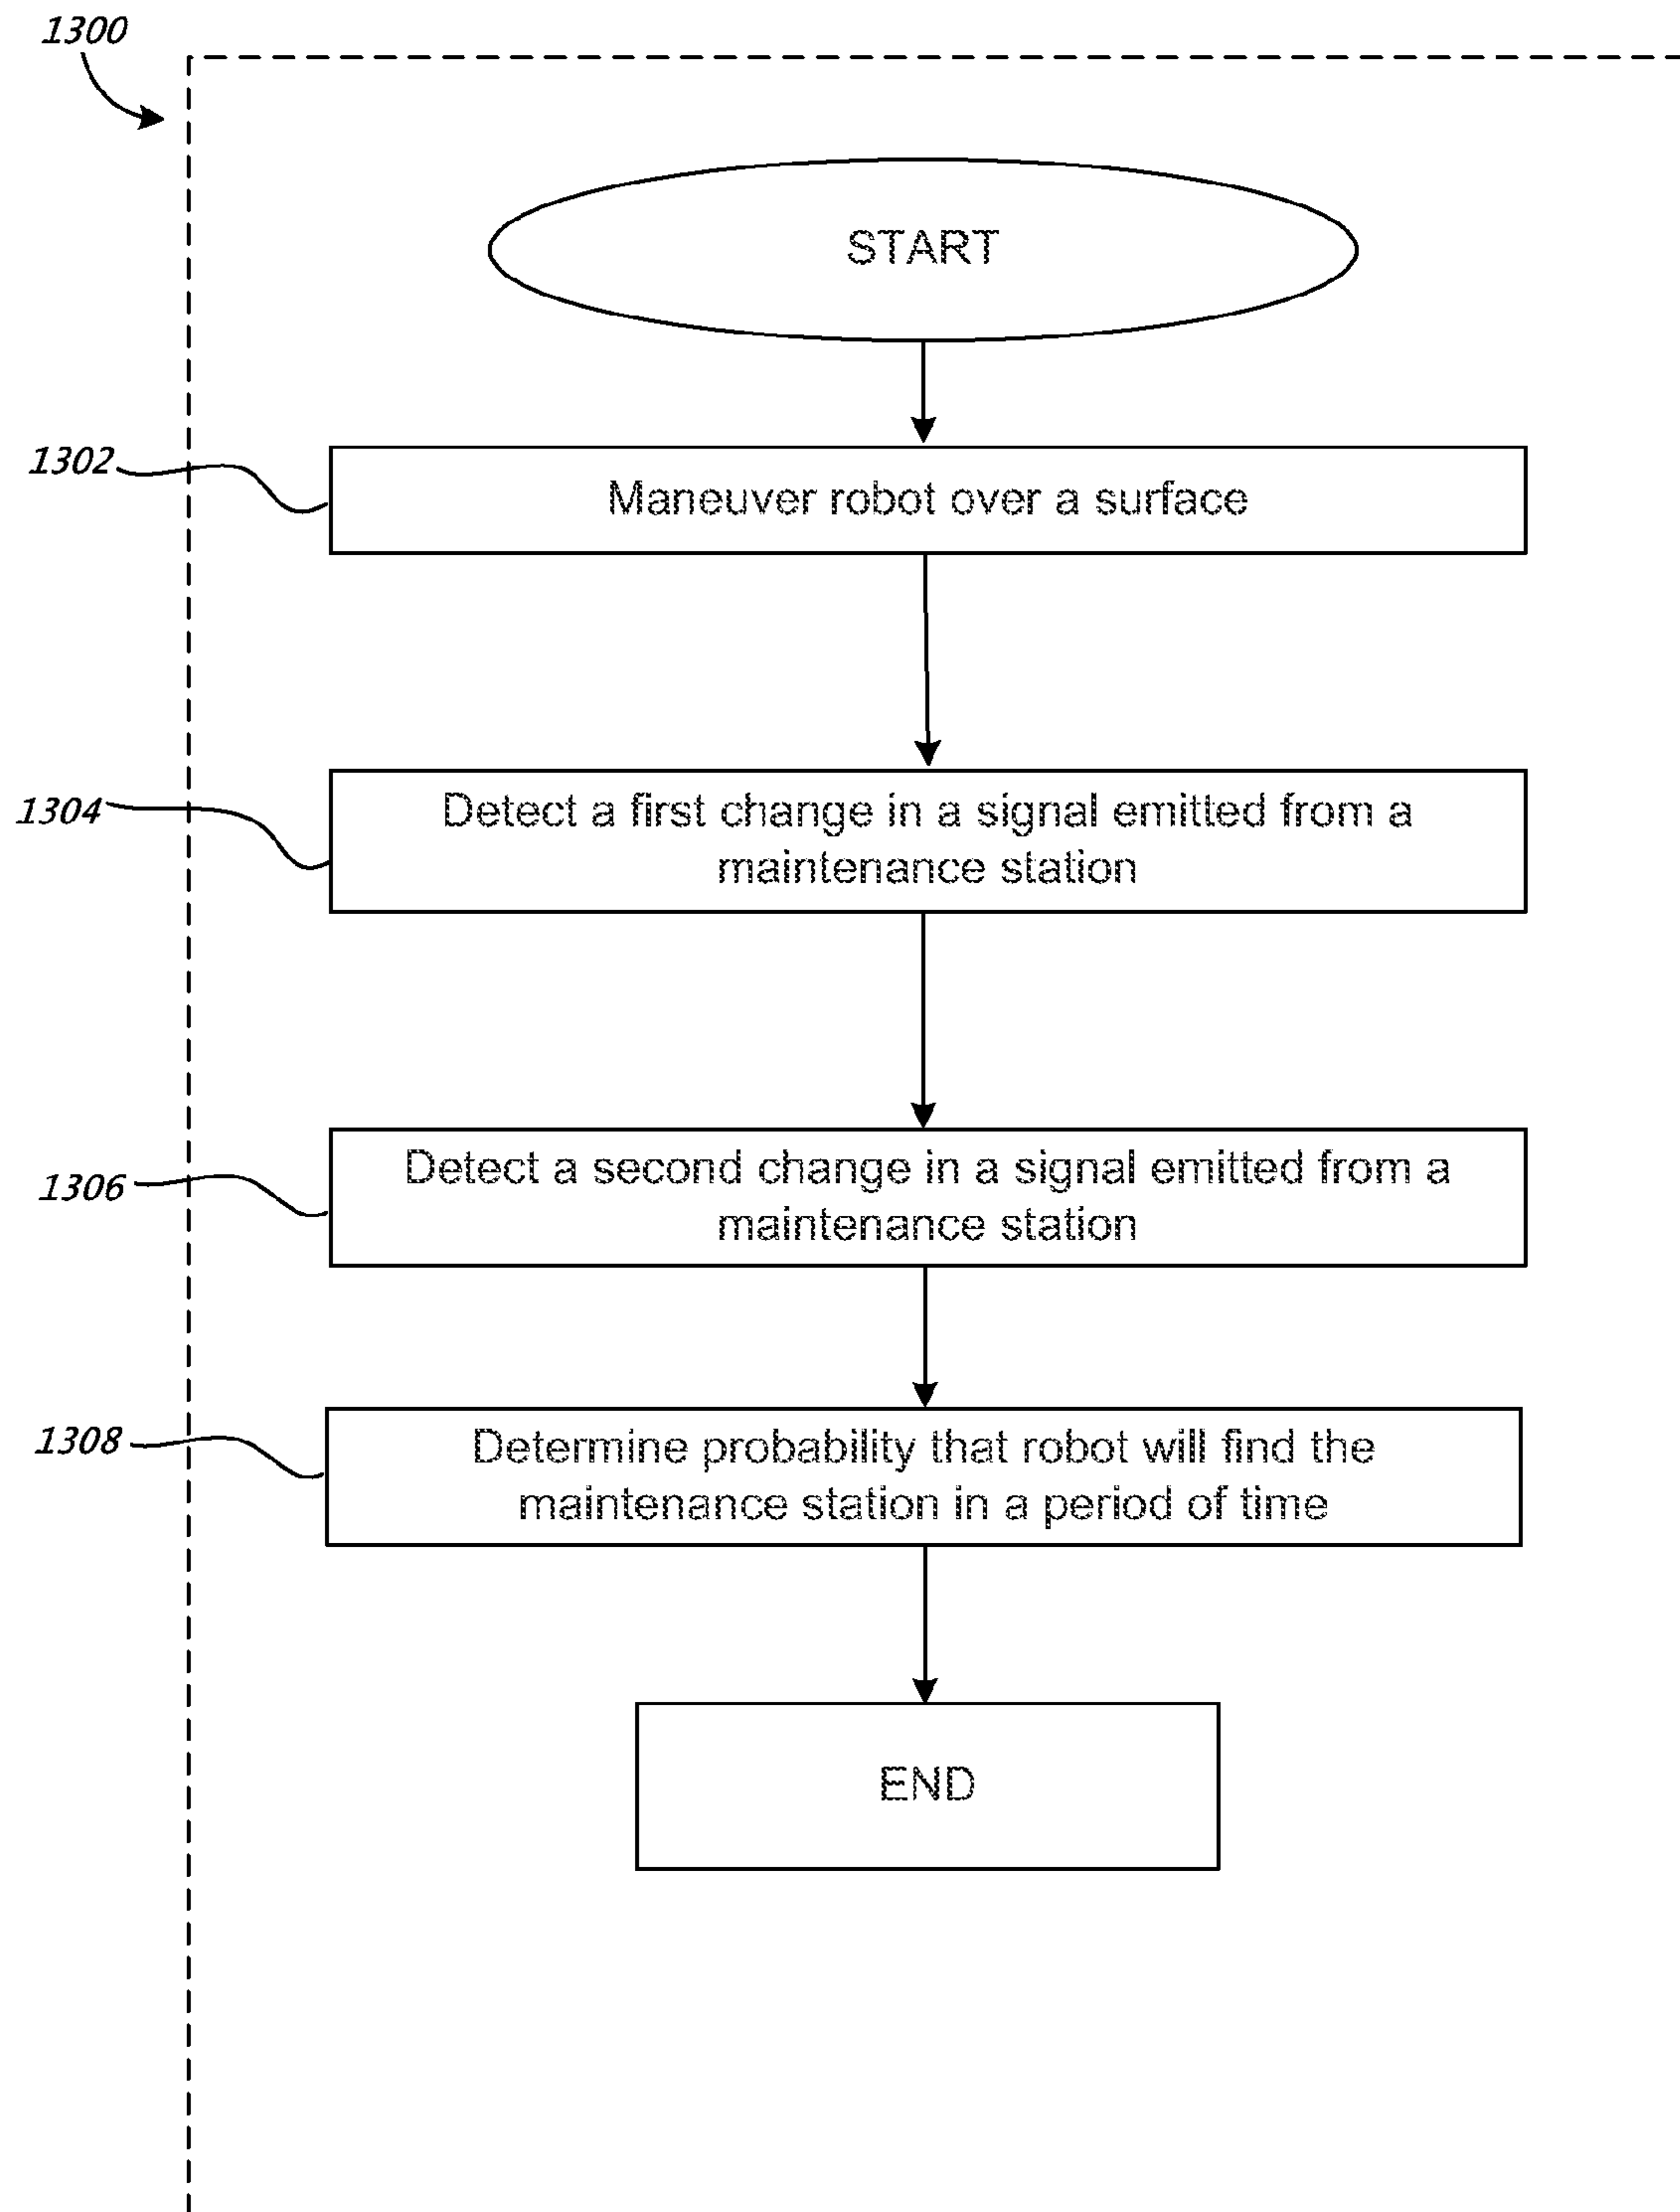 1300
START
1302
Maneuver robot over a surface
1304
Detect a first change in a signal emitted from a
maintenance station
1306
Detect a second change in a signal emitted from a
maintenance station
1308
Determine probability that robot will find the
maintenance station in a period of time
END